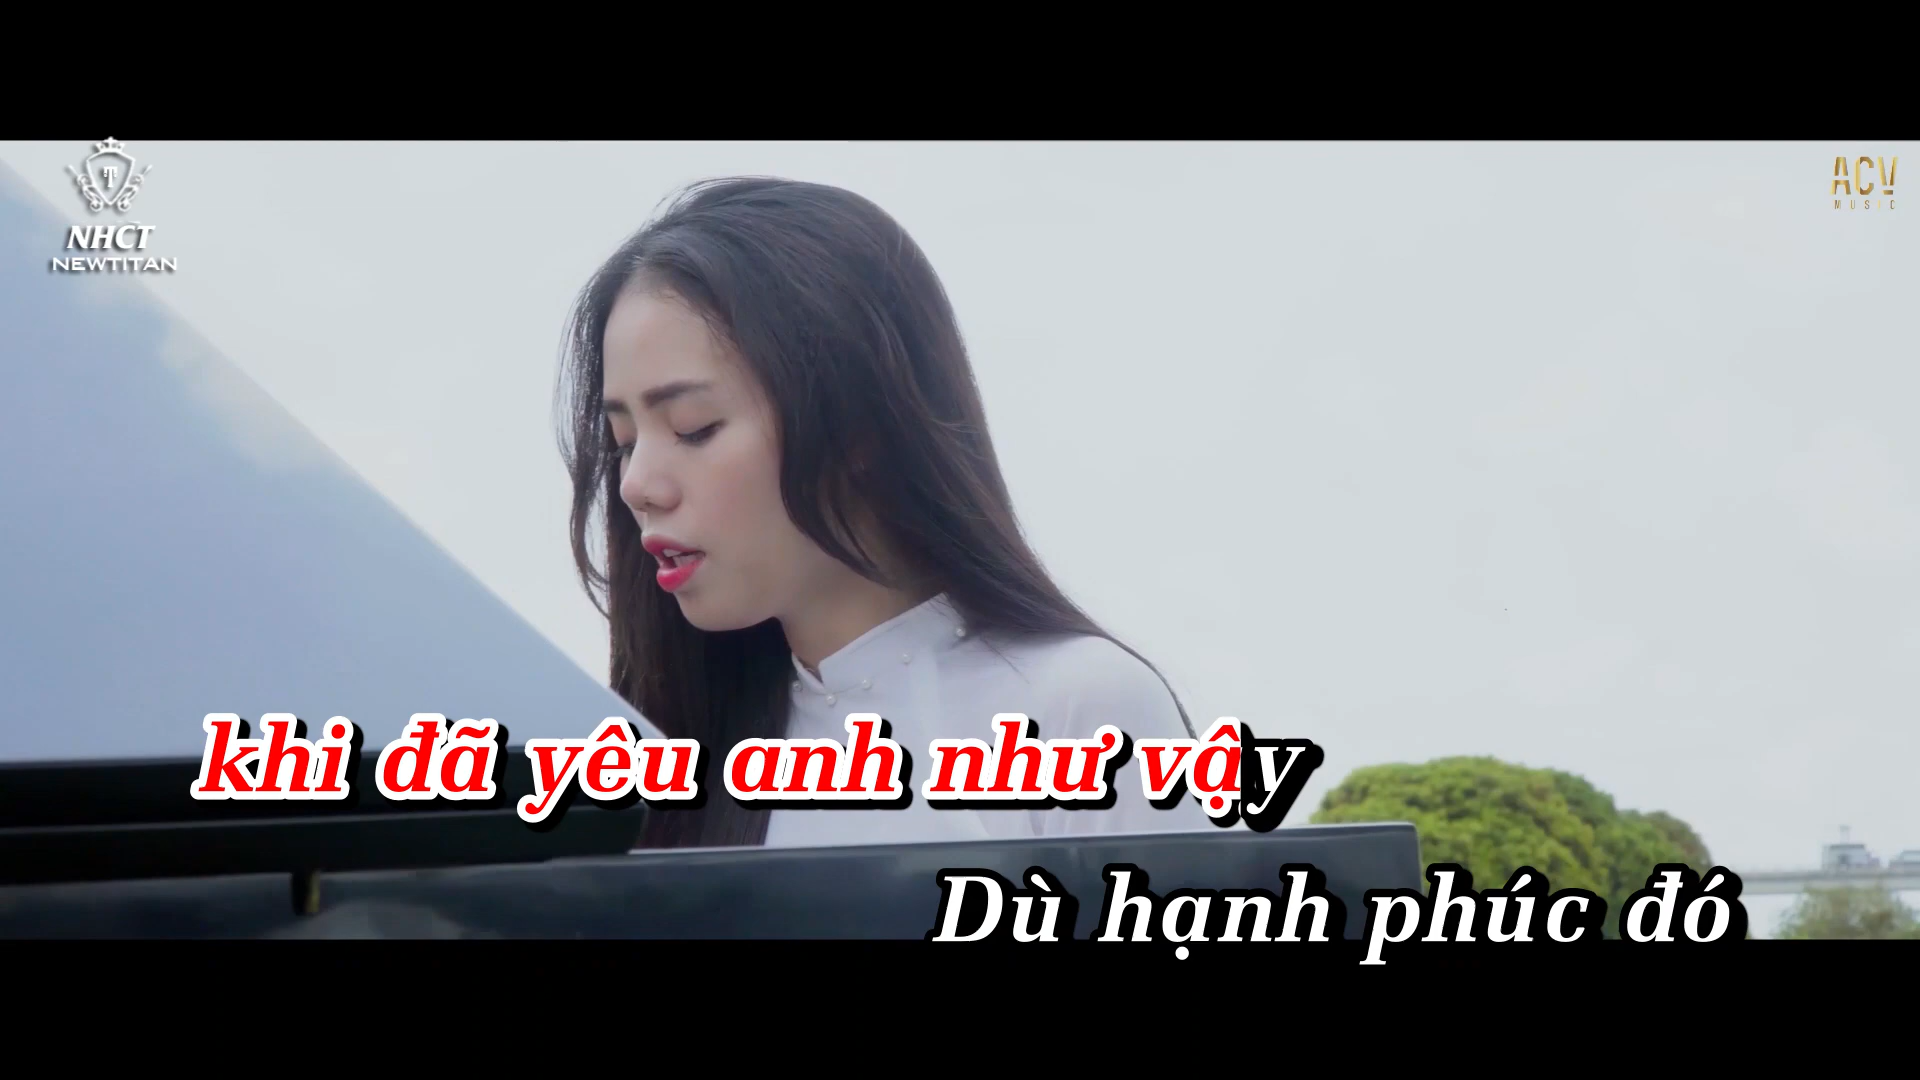 T
NHCT
NEWTITAN
ACV
MUSIC
khi đã yêu anh như vậy
Dù hạnh phúc đó